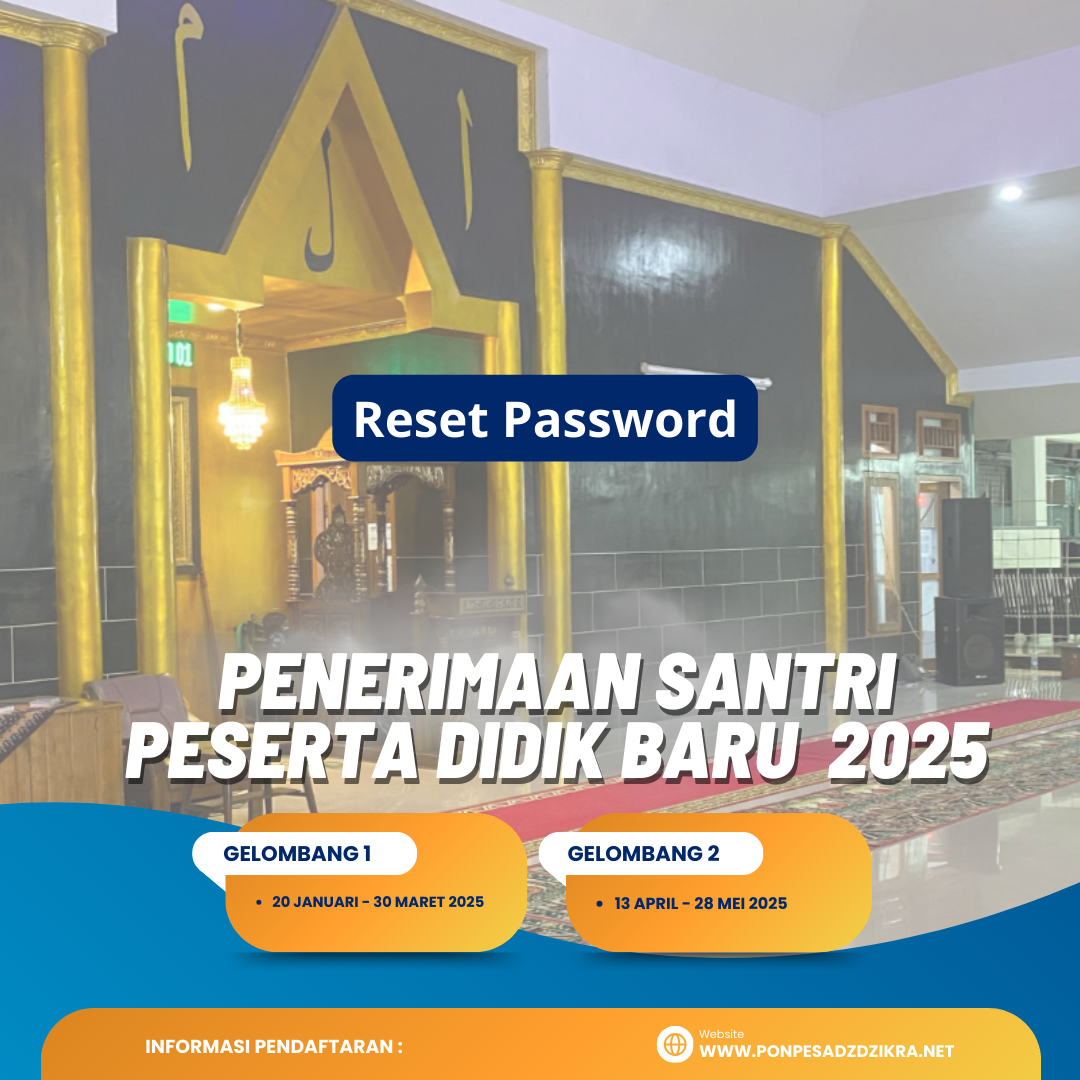 م
ا
ل
101
Reset Password
PENERIMAAN SANTRI
PESERTA DIDIK BARU 2025
GELOMBANG 1
GELOMBANG 2
• 20 JANUARI - 30 MARET 2025
• 13 APRIL - 28 MEI 2025
INFORMASI PENDAFTARAN :
Website
WWW.PONPESADZDZIKRA.NET